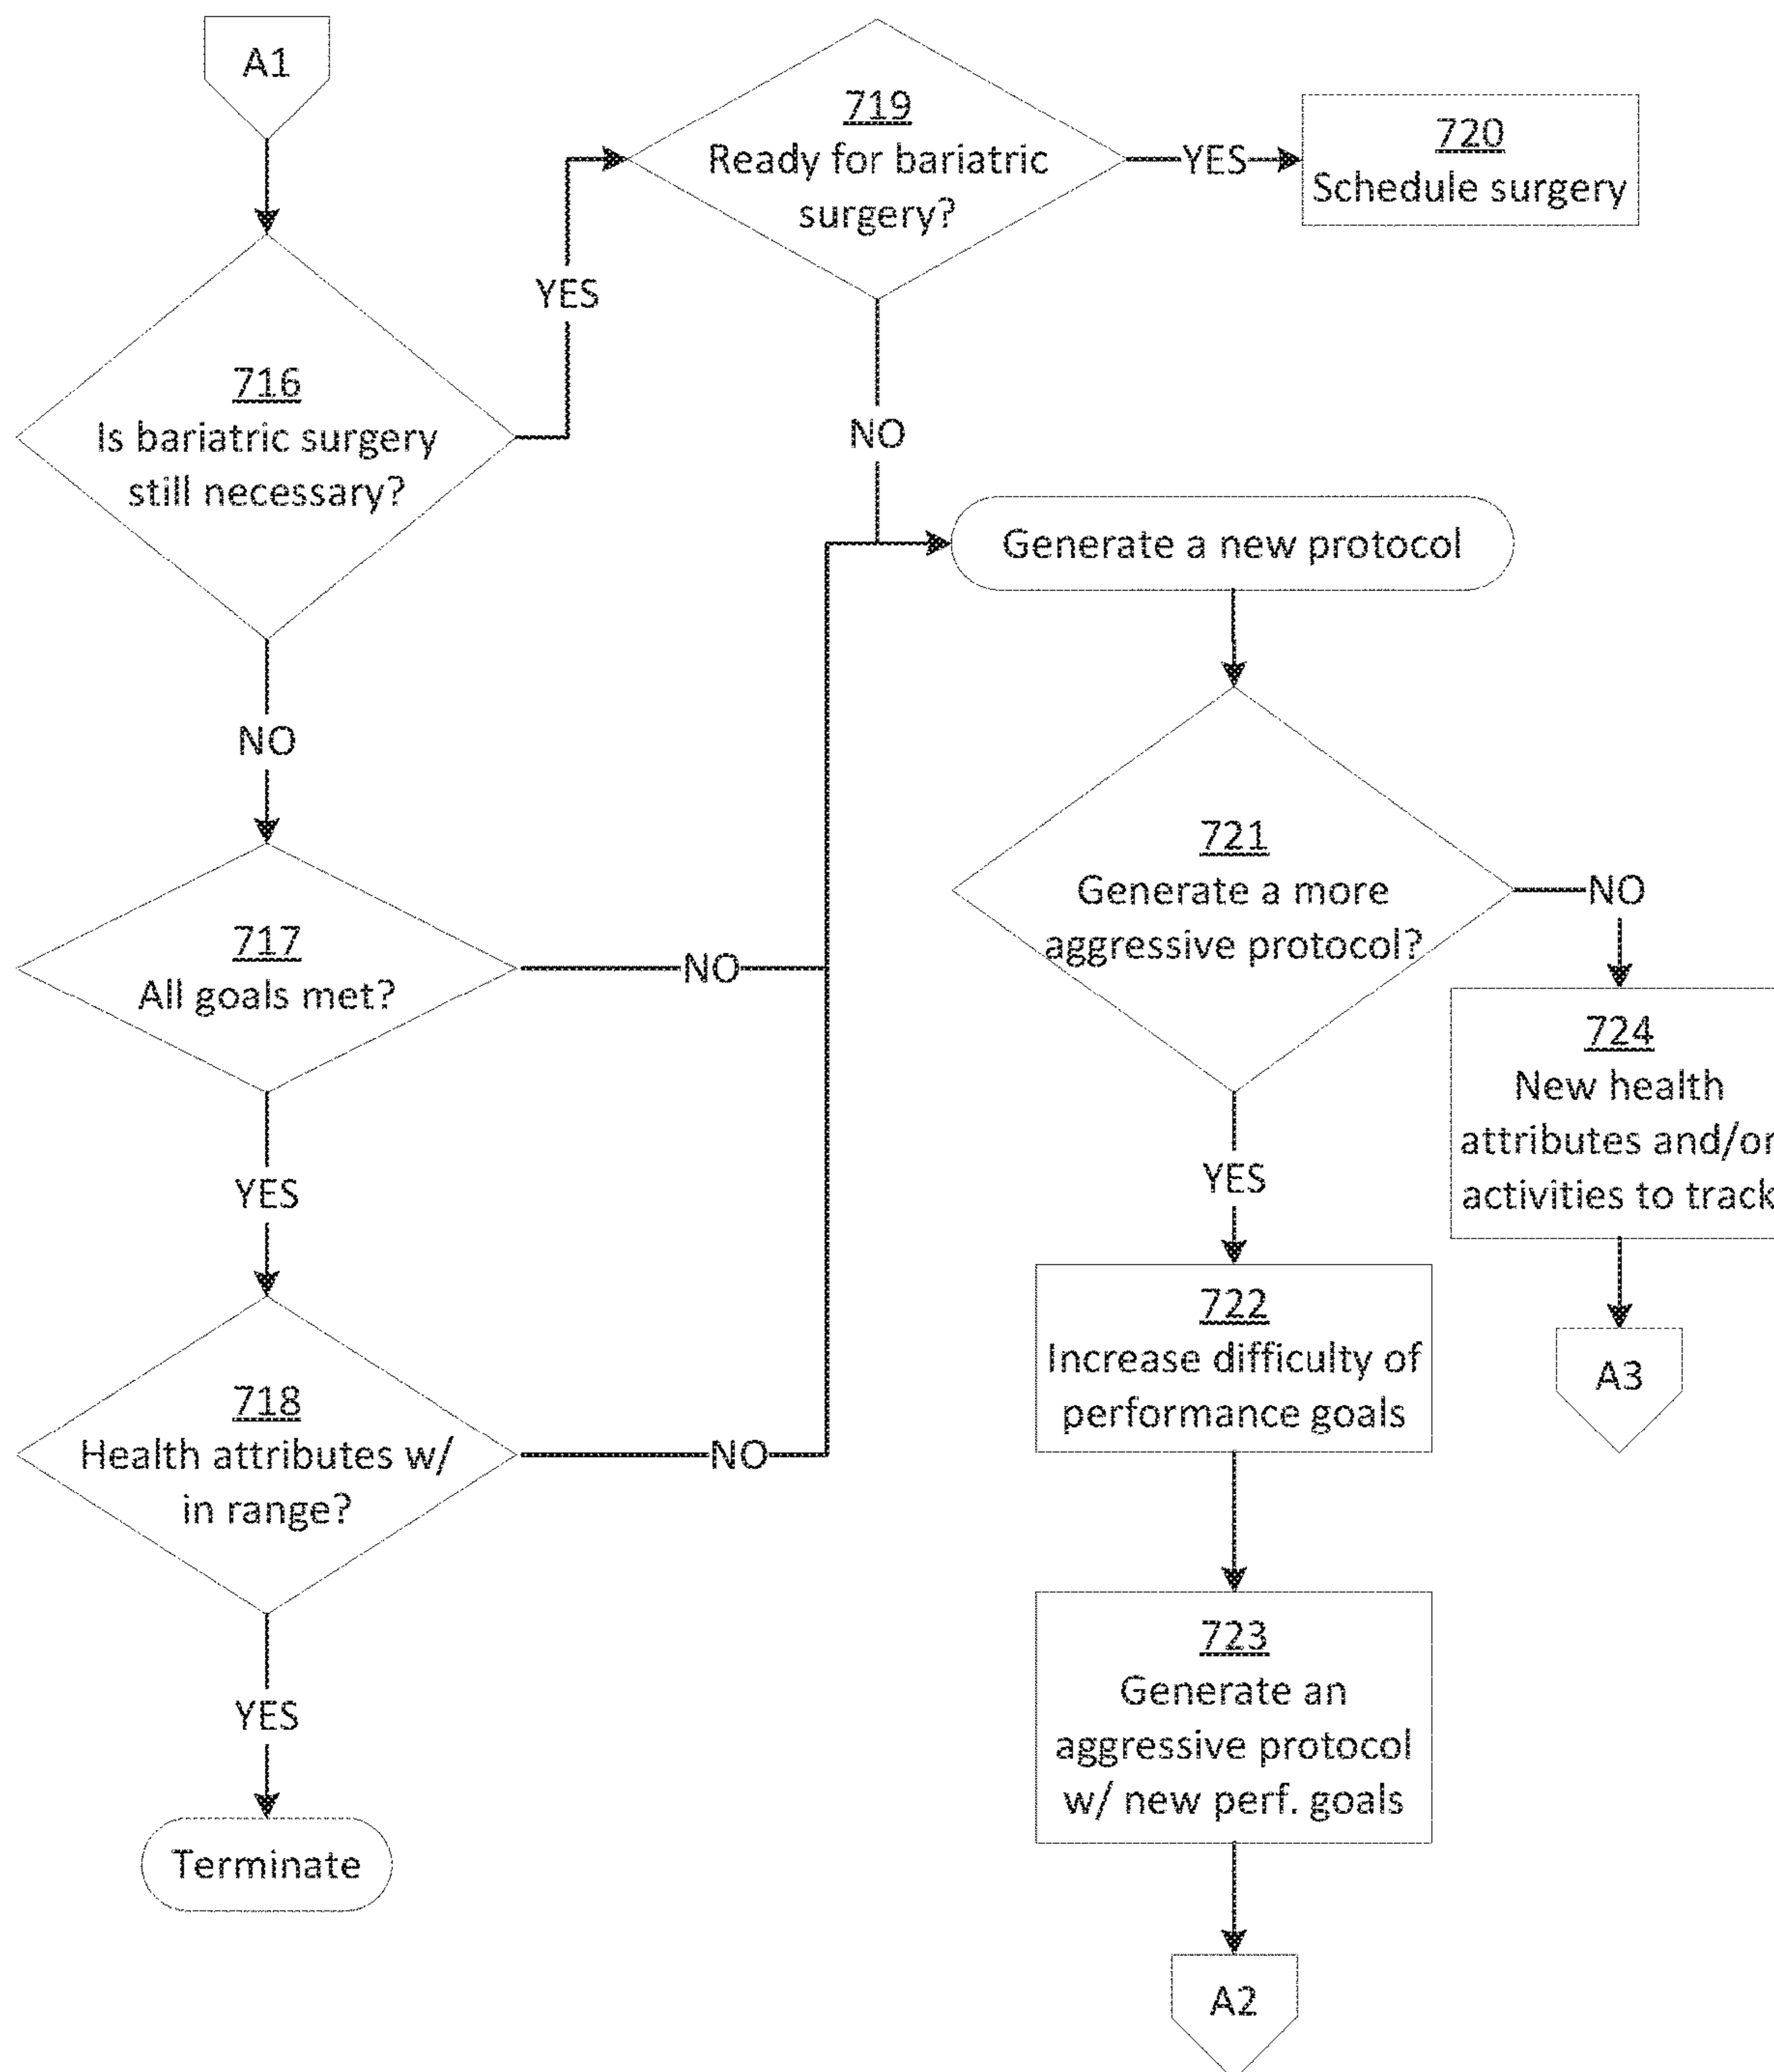 A1
716
Is bariatric surgery
still necessary?
YES
NO
719
Ready for bariatric
surgery?
YES
720
Schedule surgery
NO
Generate a new protocol
717
All goals met?
NO
YES
718
Health attributes w/
in range?
NO
YES
Terminate
721
Generate a more
aggressive protocol?
NO
724
New health
attributes and/or
activities to track
A3
YES
722
Increase difficulty of
performance goals
723
Generate an
aggressive protocol
w/ new perf. goals
A2